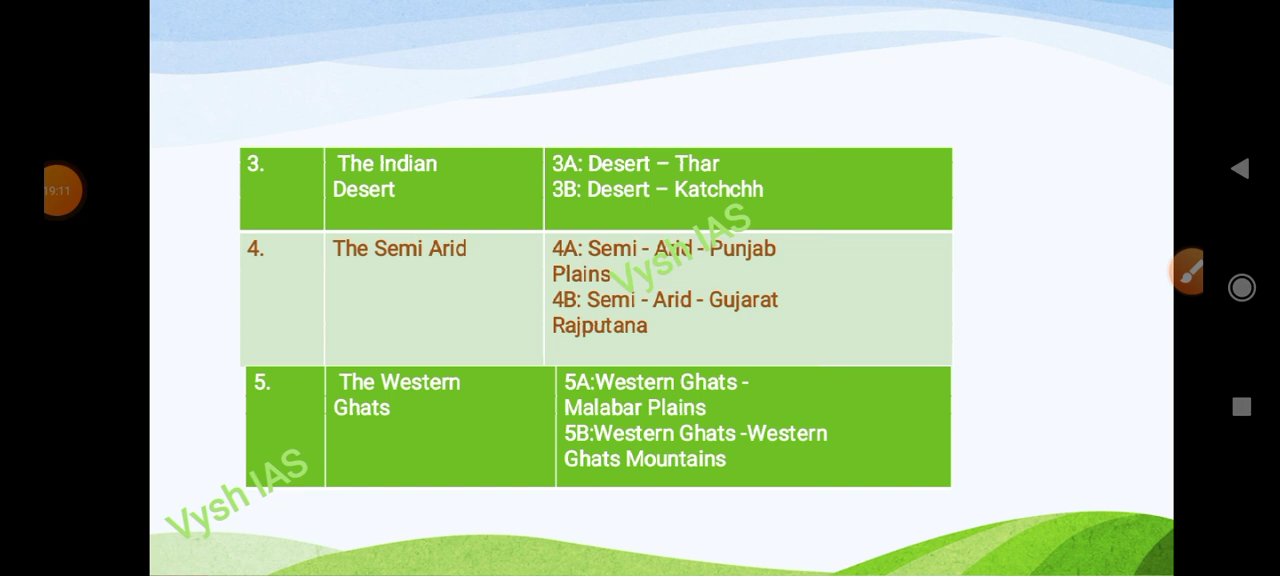 3.
The Indian
Desert
3A: Desert – Thar
3B: Desert – Katchchh
4.
The Semi Arid
4A: Semi - Arid - Punjab
Plains
4B: Semi - Arid - Gujarat
Rajputana
5.
The Western
Ghats
5A:Western Ghats -
Malabar Plains
5B:Western Ghats -Western
Ghats Mountains
Vysh IAS
Vysh IAS
19:11